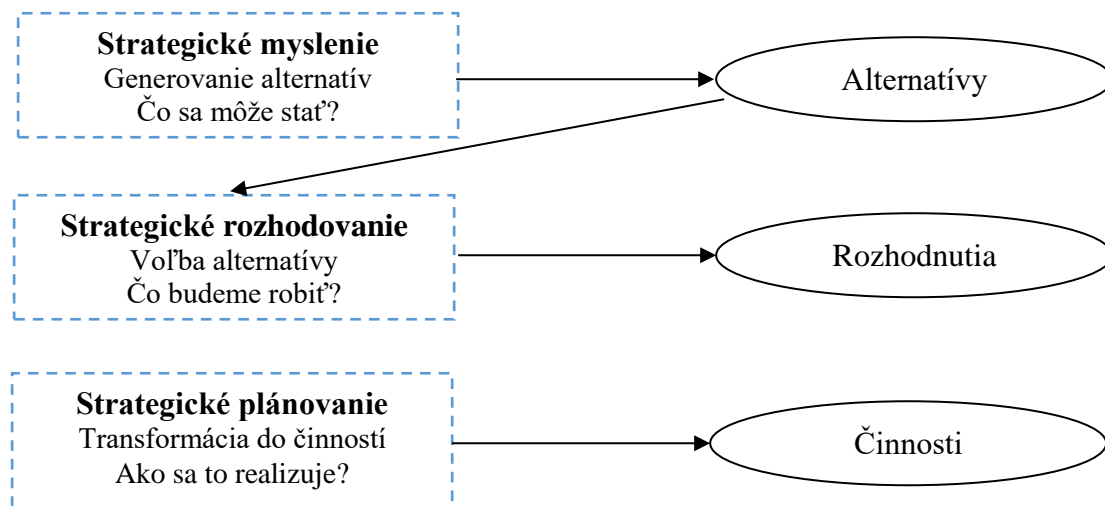 Strategické myslenie
Generovanie alternatív
Čo sa môže stať?
Alternatívy
Strategické rozhodovanie
Voľba alternatívy
Čo budeme robiť?
Rozhodnutia
Strategické plánovanie
Transformácia do činností
Ako sa to realizuje?
Činnosti